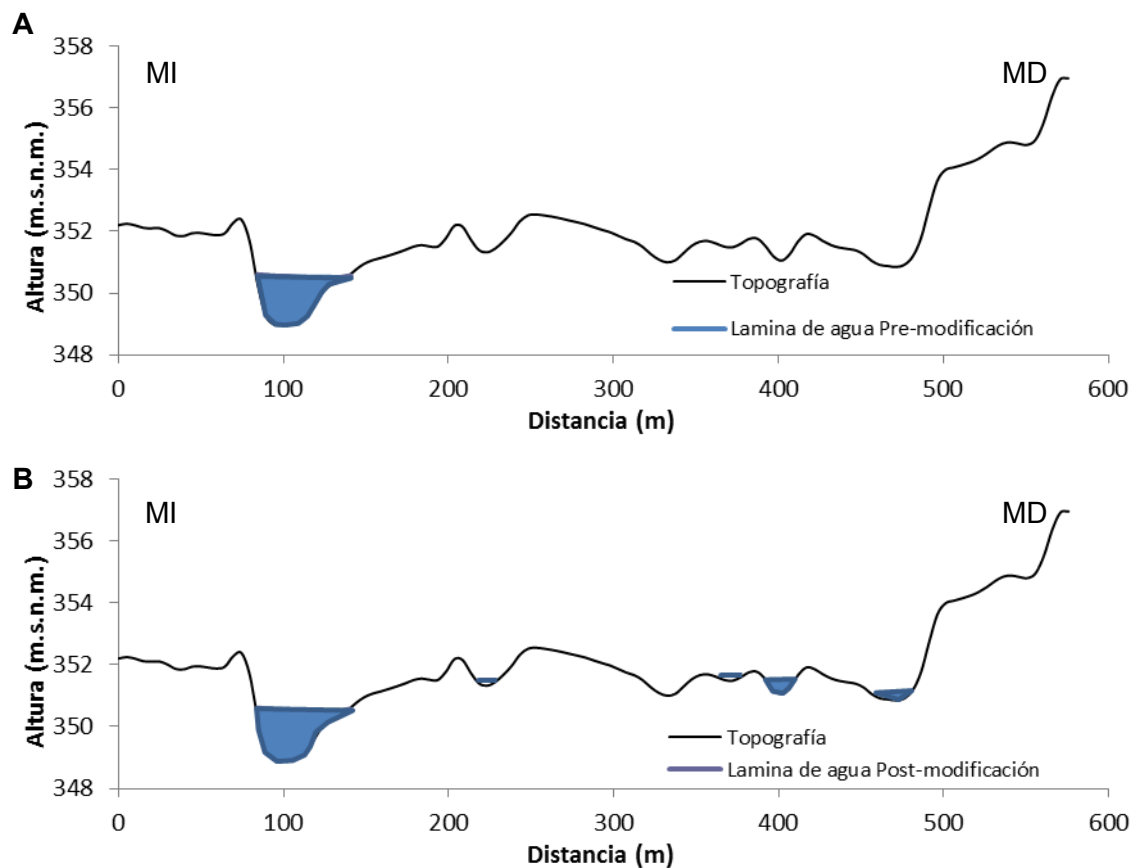 A
MI
MD
Altura (m.s.n.m.)
358
356
354
352
350
348
Topografía
Lamina de agua Pre-modificación
0 100 200 300 400 500 600
Distancia (m)
B
MI
MD
Altura (m.s.n.m.)
358
356
354
352
350
348
Topografía
Lamina de agua Post-modificación
0 100 200 300 400 500 600
Distancia (m)